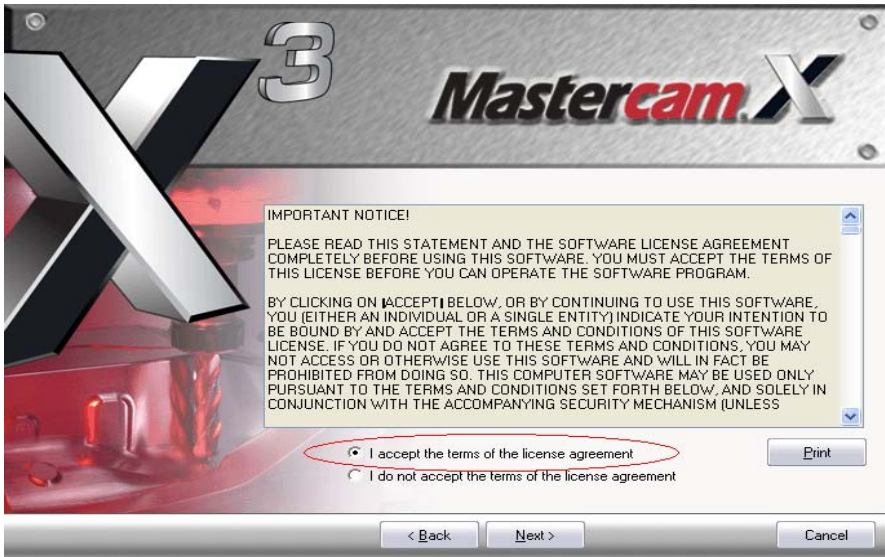 X3
Mastercam.X
IMPORTANT NOTICE!
PLEASE READ THIS STATEMENT AND THE SOFTWARE LICENSE AGREEMENT
COMPLETELY BEFORE USING THIS SOFTWARE. YOU MUST ACCEPT THE TERMS OF
THIS LICENSE BEFORE YOU CAN OPERATE THE SOFTWARE PROGRAM.
BY CLICKING ON |ACCEPT| BELOW, OR BY CONTINUING TO USE THIS SOFTWARE,
YOU (EITHER AN INDIVIDUAL OR A SINGLE ENTITY) INDICATE YOUR INTENTION TO
BE BOUND BY AND ACCEPT THE TERMS AND CONDITIONS OF THIS SOFTWARE
LICENSE. IF YOU DO NOT AGREE TO THESE TERMS AND CONDITIONS, YOU MAY
NOT ACCESS OR OTHERWISE USE THIS SOFTWARE AND WILL IN FACT BE
PROHIBITED FROM DOING SO. THIS COMPUTER SOFTWARE MAY BE USED ONLY
PURSUANT TO THE TERMS AND CONDITIONS SET FORTH BELOW, AND SOLELY IN
CONJUNCTION WITH THE ACCOMPANYING SECURITY MECHANISM (UNLESS
I accept the terms of the license agreement
Print
I do not accept the terms of the license agreement
< Back
Next >
Cancel